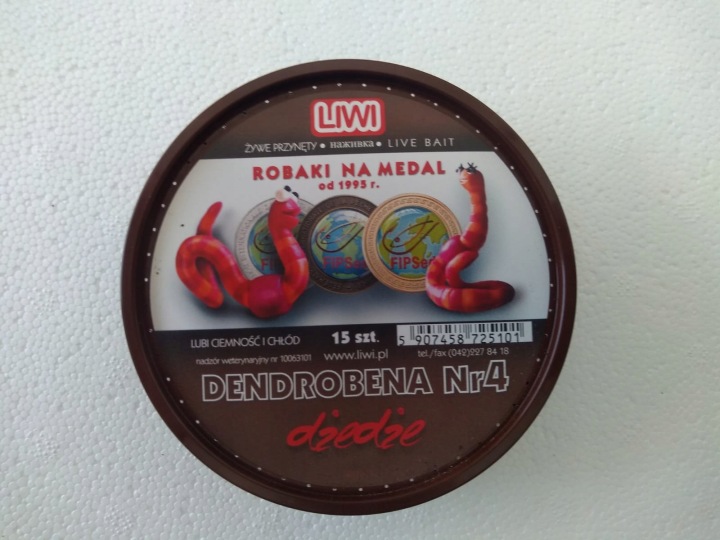 LIWI
ŻYWE PRZYNĘTY • наживка • LIVE BAIT
ROBAKI NA MEDAL
od 1995 r.
FIPSed FIPSed
LUBI CIEMNOŚĆ I CHŁÓD 15 szt. 5 907458 725101
nadzór weterynaryjny nr 10063101 www.liwi.pl tel./fax (042)227 84 18
DENDROBENA Nr4
dżedże